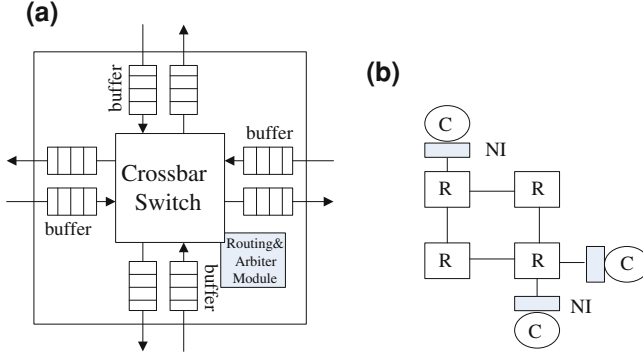 (a)
buffer
buffer
Crossbar
Switch
buffer
Routing&
Arbiter
Module
buffer
(b)
C
NI
R
R
R
R
C
NI
C